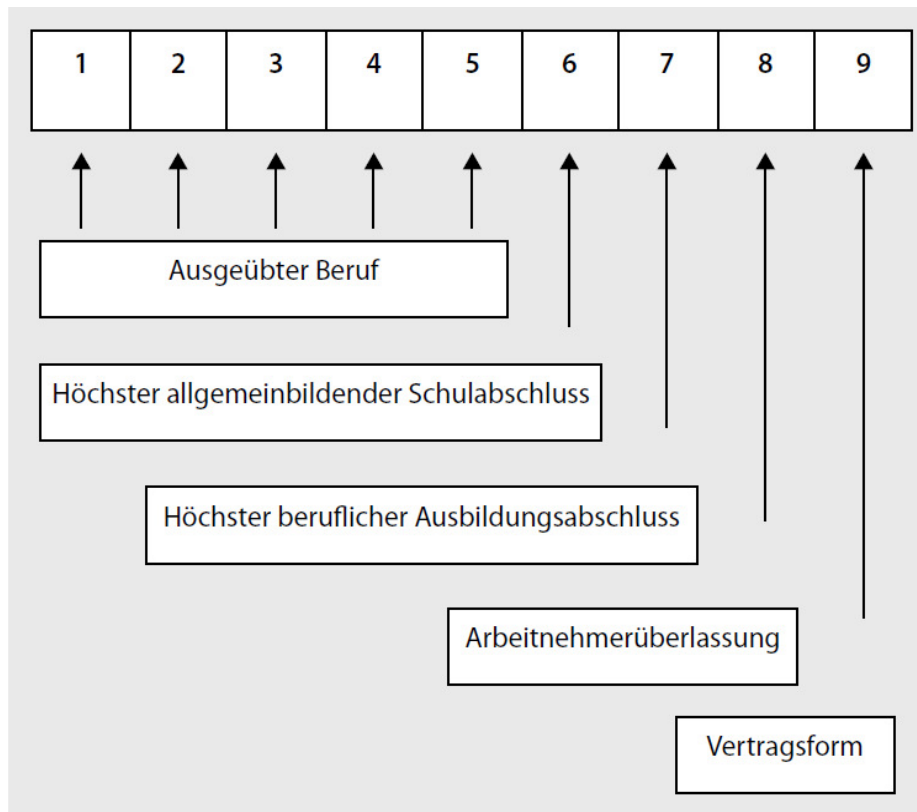 1 2 3 4 5 6 7 8 9
Ausgeübter Beruf
Höchster allgemeinbildender Schulabschluss
Höchster beruflicher Ausbildungsabschluss
Arbeitnehmerüberlassung
Vertragsform